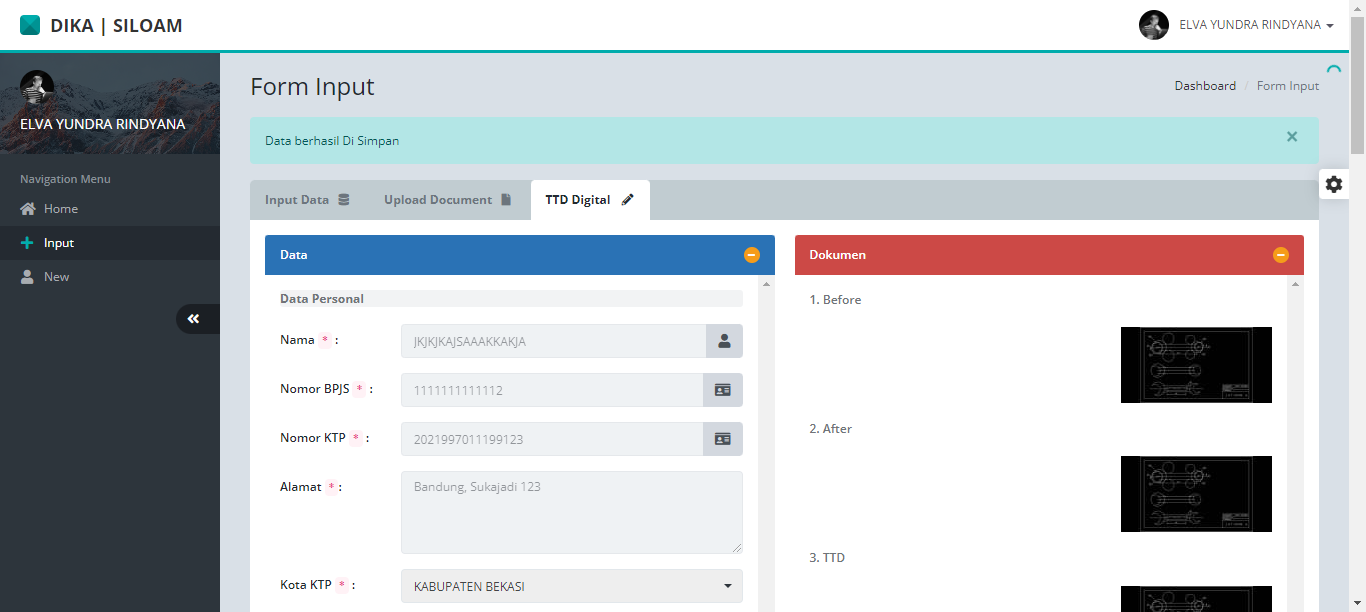 DIKA | SILOAM
ELVA YUNDRA RINDYANA
ELVA YUNDRA RINDYANA
Navigation Menu
Home
Input
New
Form Input
Dashboard / Form Input
Data berhasil Di Simpan
×
Input Data
Upload Document
TTD Digital
Data
Data Personal
Nama * :
JKJKJKAJSAAAKKAKJA
Nomor BPJS * :
1111111111112
Nomor KTP * :
2021997011199123
Alamat * :
Bandung, Sukajadi 123
Kota KTP * :
KABUPATEN BEKASI
Dokumen
1. Before
2. After
3. TTD